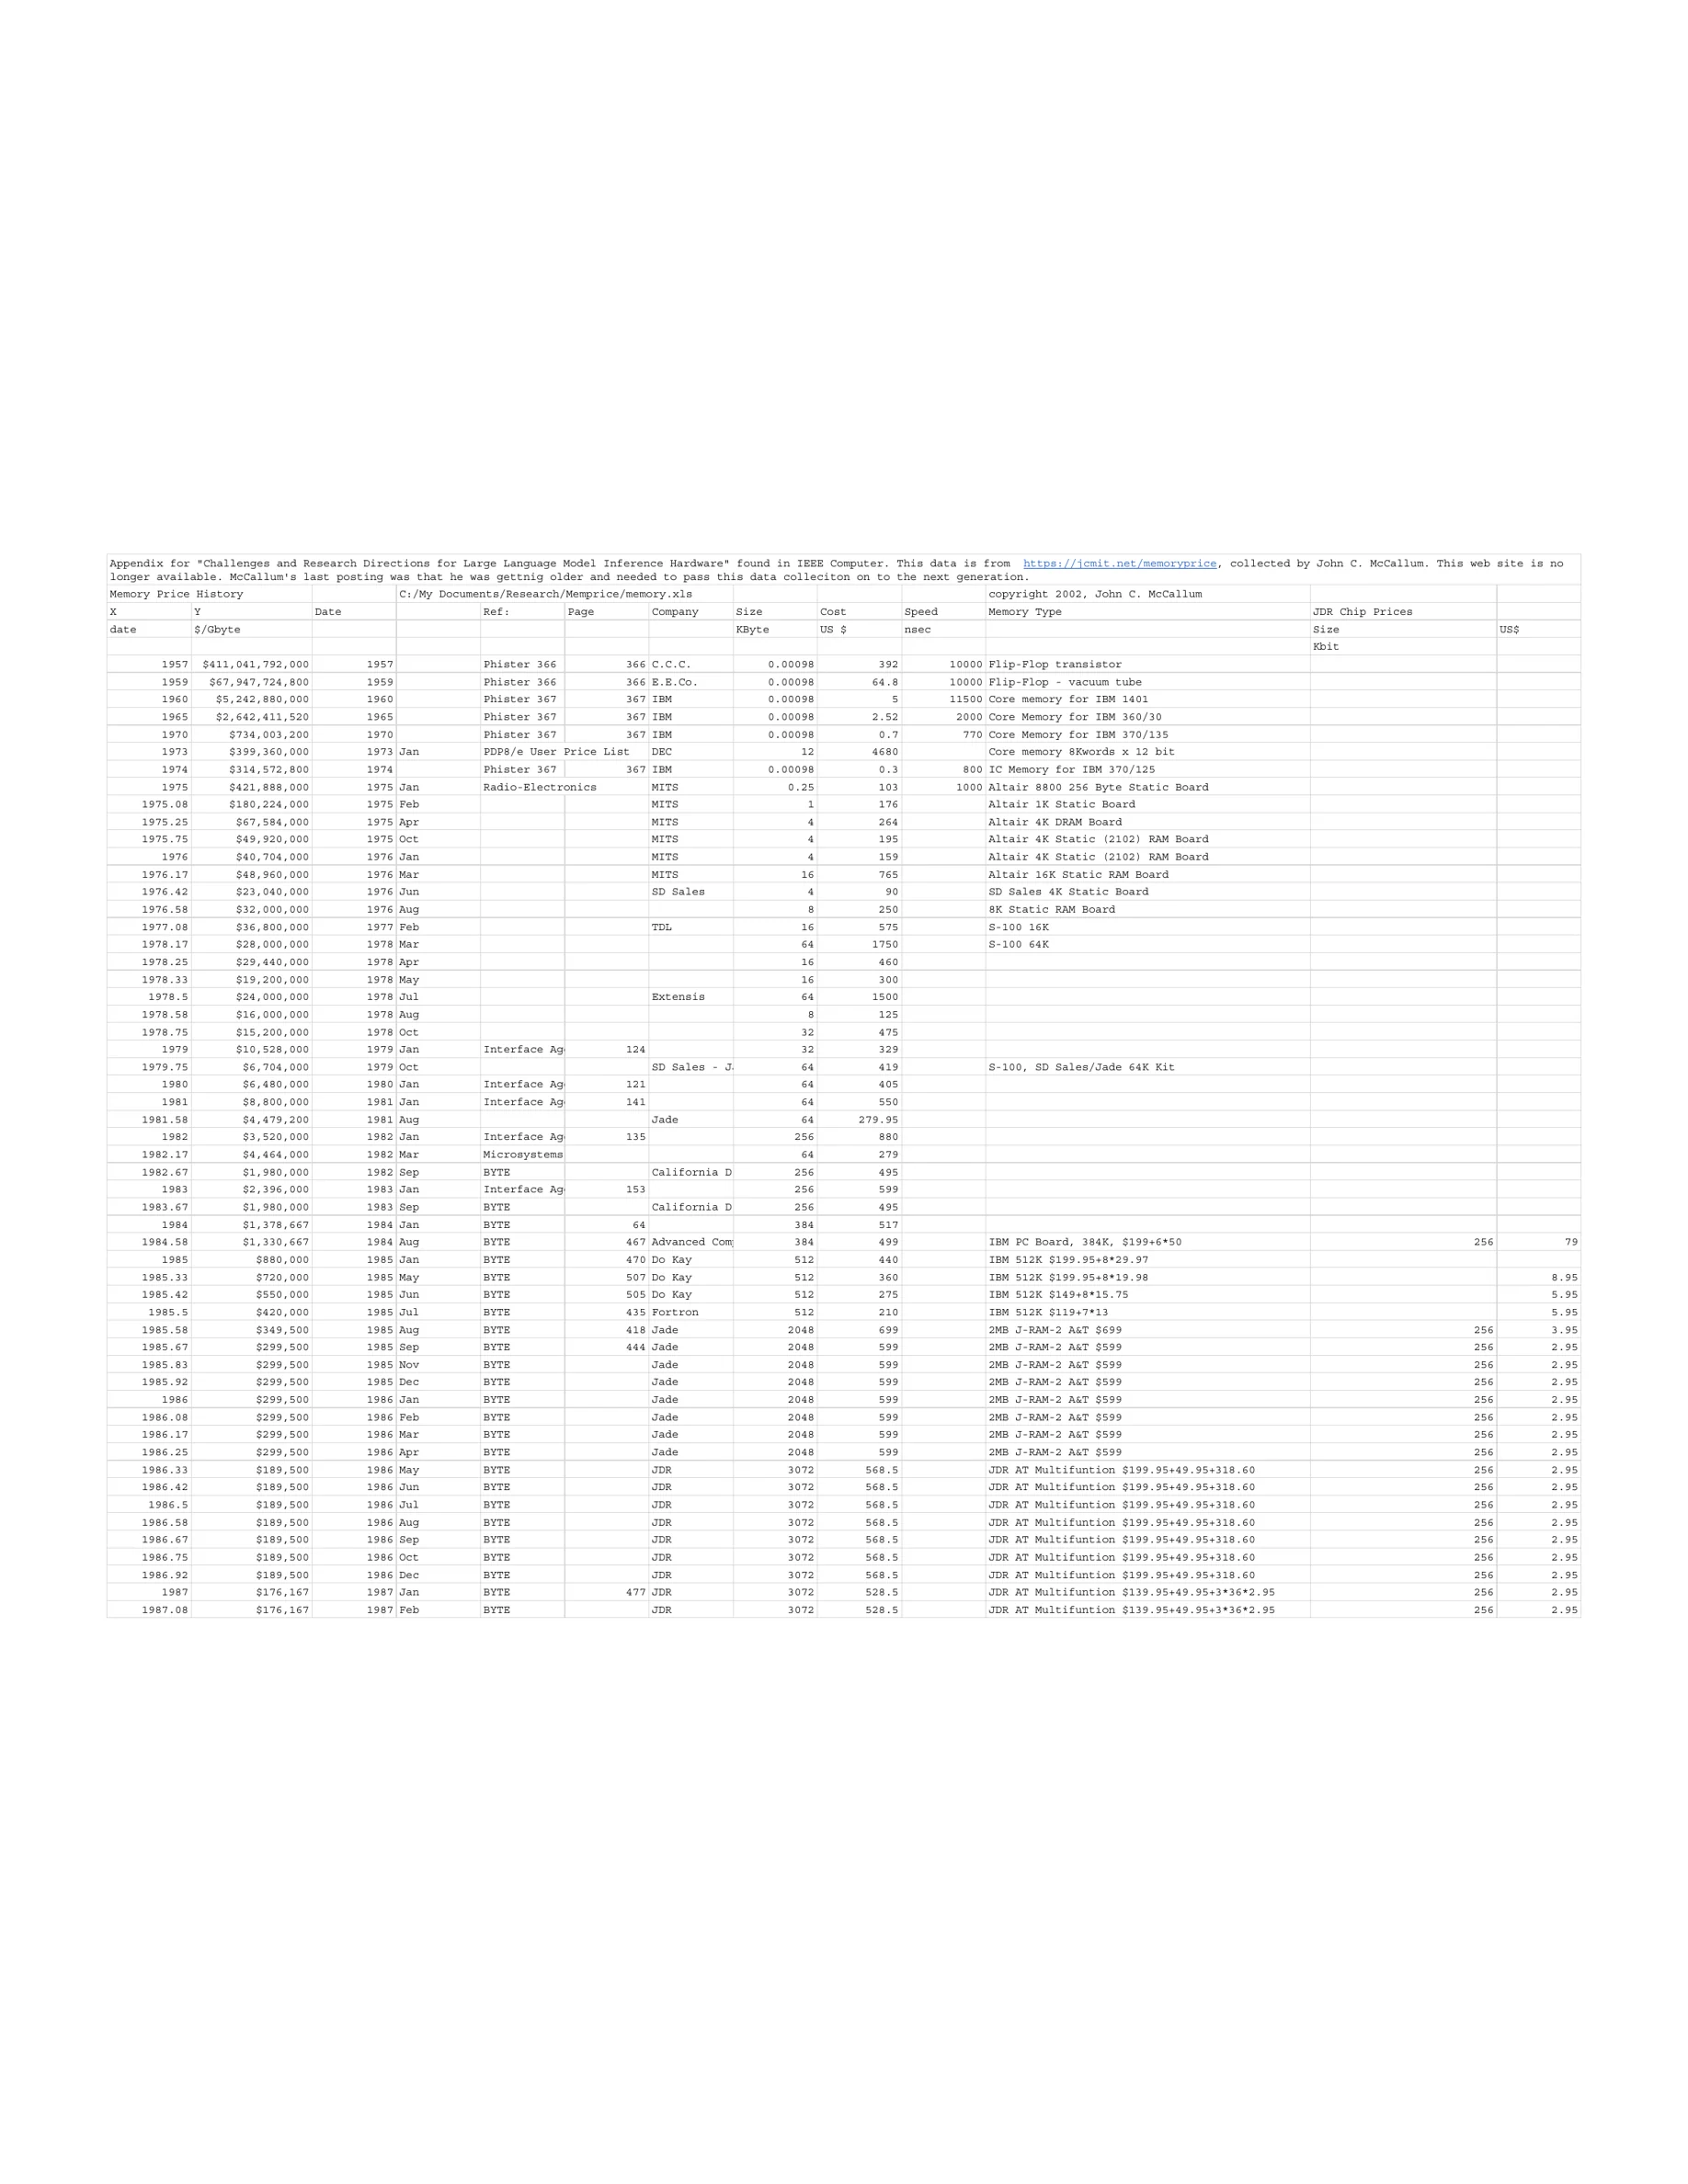 Appendix for "Challenges and Research Directions for Large Language Model Inference Hardware" found in IEEE Computer. This data is from https://jcmit.net/memoryprice, collected by John C. McCallum. This web site is no
longer available. McCallum's last posting was that he was gettnig older and needed to pass this data colleciton on to the next generation.
Memory Price History C:/My Documents/Research/Memprice/memory.xls copyright 2002, John C. McCallum
X Y Date Ref: Page Company Size Cost Speed Memory Type JDR Chip Prices
date $/Gbyte KByte US $ nsec Size US$
Kbit
1957 $411,041,792,000 1957 Phister 366 366 C.C.C. 0.00098 392 10000 Flip-Flop transistor
1959 $67,947,724,800 1959 Phister 366 366 E.E.Co. 0.00098 64.8 10000 Flip-Flop - vacuum tube
1960 $5,242,880,000 1960 Phister 367 367 IBM 0.00098 5 11500 Core memory for IBM 1401
1965 $2,642,411,520 1965 Phister 367 367 IBM 0.00098 2.52 2000 Core Memory for IBM 360/30
1970 $734,003,200 1970 Phister 367 367 IBM 0.00098 0.7 770 Core Memory for IBM 370/135
1973 $399,360,000 1973 Jan PDP8/e User Price List DEC 12 4680 Core memory 8Kwords x 12 bit
1974 $314,572,800 1974 Phister 367 367 IBM 0.00098 0.3 800 IC Memory for IBM 370/125
1975 $421,888,000 1975 Jan Radio-Electronics MITS 0.25 103 1000 Altair 8800 256 Byte Static Board
1975.08 $180,224,000 1975 Feb MITS 1 176 Altair 1K Static Board
1975.25 $67,584,000 1975 Apr MITS 4 264 Altair 4K DRAM Board
1975.75 $49,920,000 1975 Oct MITS 4 195 Altair 4K Static (2102) RAM Board
1976 $40,704,000 1976 Jan MITS 4 159 Altair 4K Static (2102) RAM Board
1976.17 $48,960,000 1976 Mar MITS 16 765 Altair 16K Static RAM Board
1976.42 $23,040,000 1976 Jun SD Sales 4 90 SD Sales 4K Static Board
1976.58 $32,000,000 1976 Aug 8 250 8K Static RAM Board
1977.08 $36,800,000 1977 Feb TDL 16 575 S-100 16K
1978.17 $28,000,000 1978 Mar 64 1750 S-100 64K
1978.25 $29,440,000 1978 Apr 16 460
1978.33 $19,200,000 1978 May 16 300
1978.5 $24,000,000 1978 Jul Extensis 64 1500
1978.58 $16,000,000 1978 Aug 8 125
1978.75 $15,200,000 1978 Oct 32 475
1979 $10,528,000 1979 Jan Interface Ag 124 32 329
1979.75 $6,704,000 1979 Oct SD Sales - J 64 419 S-100, SD Sales/Jade 64K Kit
1980 $6,480,000 1980 Jan Interface Ag 121 64 405
1981 $8,800,000 1981 Jan Interface Ag 141 64 550
1981.58 $4,479,200 1981 Aug Jade 64 279.95
1982 $3,520,000 1982 Jan Interface Ag 135 256 880
1982.17 $4,464,000 1982 Mar Microsystems 64 279
1982.67 $1,980,000 1982 Sep BYTE California D 256 495
1983 $2,396,000 1983 Jan Interface Ag 153 256 599
1983.67 $1,980,000 1983 Sep BYTE California D 256 495
1984 $1,378,667 1984 Jan BYTE 64 384 517
1984.58 $1,330,667 1984 Aug BYTE 467 Advanced Com 384 499 IBM PC Board, 384K, $199+6*50 256 79
1985 $880,000 1985 Jan BYTE 470 Do Kay 512 440 IBM 512K $199.95+8*29.97
1985.33 $720,000 1985 May BYTE 507 Do Kay 512 360 IBM 512K $199.95+8*19.98 8.95
1985.42 $550,000 1985 Jun BYTE 505 Do Kay 512 275 IBM 512K $149+8*15.75 5.95
1985.5 $420,000 1985 Jul BYTE 435 Fortron 512 210 IBM 512K $119+7*13 5.95
1985.58 $349,500 1985 Aug BYTE 418 Jade 2048 699 2MB J-RAM-2 A&T $699 256 3.95
1985.67 $299,500 1985 Sep BYTE 444 Jade 2048 599 2MB J-RAM-2 A&T $599 256 2.95
1985.83 $299,500 1985 Nov BYTE Jade 2048 599 2MB J-RAM-2 A&T $599 256 2.95
1985.92 $299,500 1985 Dec BYTE Jade 2048 599 2MB J-RAM-2 A&T $599 256 2.95
1986 $299,500 1986 Jan BYTE Jade 2048 599 2MB J-RAM-2 A&T $599 256 2.95
1986.08 $299,500 1986 Feb BYTE Jade 2048 599 2MB J-RAM-2 A&T $599 256 2.95
1986.17 $299,500 1986 Mar BYTE Jade 2048 599 2MB J-RAM-2 A&T $599 256 2.95
1986.25 $299,500 1986 Apr BYTE Jade 2048 599 2MB J-RAM-2 A&T $599 256 2.95
1986.33 $189,500 1986 May BYTE JDR 3072 568.5 JDR AT Multifuntion $199.95+49.95+318.60 256 2.95
1986.42 $189,500 1986 Jun BYTE JDR 3072 568.5 JDR AT Multifuntion $199.95+49.95+318.60 256 2.95
1986.5 $189,500 1986 Jul BYTE JDR 3072 568.5 JDR AT Multifuntion $199.95+49.95+318.60 256 2.95
1986.58 $189,500 1986 Aug BYTE JDR 3072 568.5 JDR AT Multifuntion $199.95+49.95+318.60 256 2.95
1986.67 $189,500 1986 Sep BYTE JDR 3072 568.5 JDR AT Multifuntion $199.95+49.95+318.60 256 2.95
1986.75 $189,500 1986 Oct BYTE JDR 3072 568.5 JDR AT Multifuntion $199.95+49.95+318.60 256 2.95
1986.92 $189,500 1986 Dec BYTE JDR 3072 568.5 JDR AT Multifuntion $199.95+49.95+318.60 256 2.95
1987 $176,167 1987 Jan BYTE 477 JDR 3072 528.5 JDR AT Multifuntion $139.95+49.95+3*36*2.95 256 2.95
1987.08 $176,167 1987 Feb BYTE JDR 3072 528.5 JDR AT Multifuntion $139.95+49.95+3*36*2.95 256 2.95